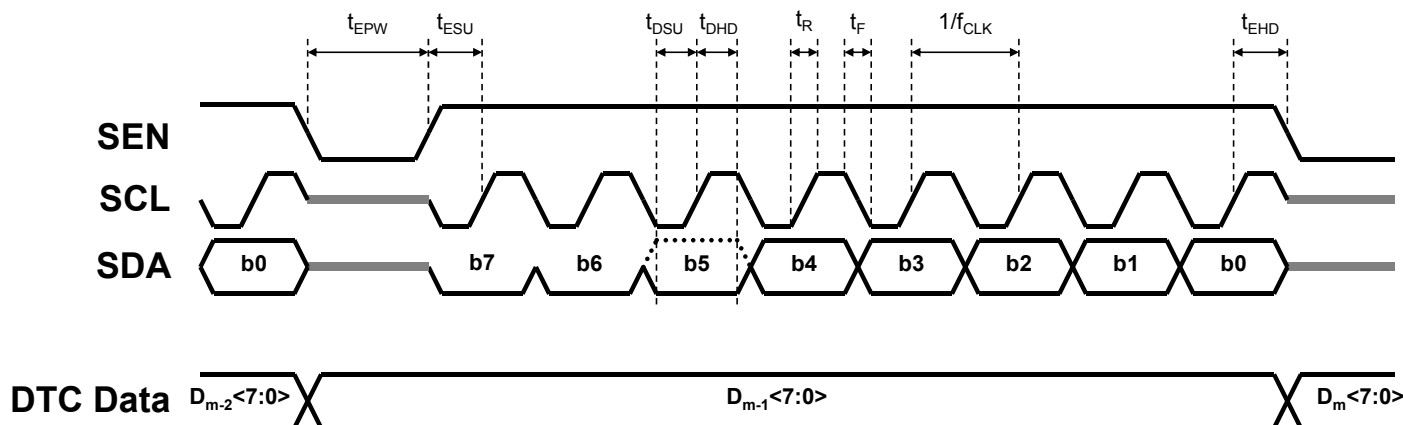 tEPW tESU tDSU tDHD tR tF 1/fCLK tEHD
SEN
SCL
SDA b0 b7 b6 b5 b4 b3 b2 b1 b0
DTC Data Dm-2<7:0> Dm-1<7:0> Dm<7:0>